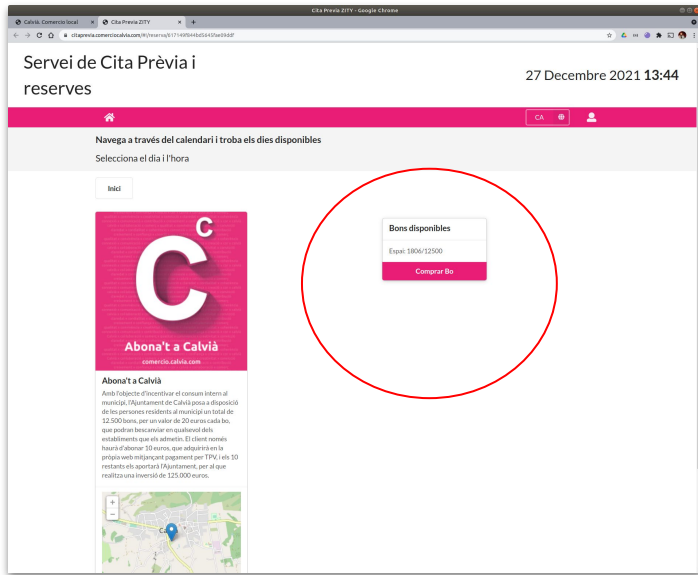 Cita Previa ZITY - Google Chrome
Calvià. Comercio local
Cita Previa ZITY
citaprevia.comerciocalvia.com/#/reserva/617149f944bd5645fae09ddf
Servei de Cita Prèvia i
reserves
27 Decembre 2021 13:44
CA
Navega a través del calendari i troba els dies disponibles
Selecciona el dia i l'hora
Inici
C
C
Abona't a Calvià
comercio.calvia.com
Bons disponibles
Espai: 1806/12500
Comprar Bo
Abona't a Calvià
Amb l'objecte d'incentivar el consum intern al
municipi, l'Ajuntament de Calvià posa a disposició
de les persones residents al municipi un total de
12.500 bons, per un valor de 20 euros cada bo,
que podran bescanviar en qualsevol dels
establiments que els admetin. El client només
haurà d'abonar 10 euros, que adquirirà en la
pròpia web mitjançant pagament per TPV, i els 10
restants els aportarà l'Ajuntament, per al que
realitza una inversió de 125.000 euros.
+
−